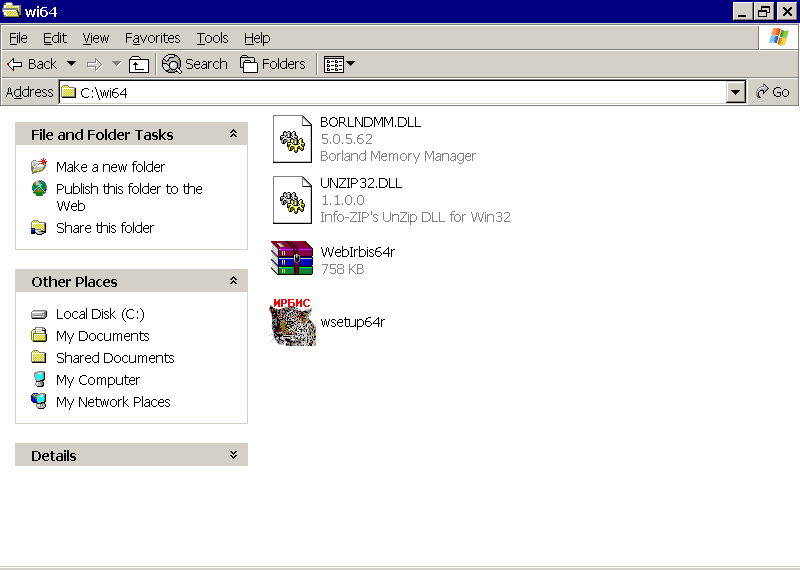 wi64
File Edit View Favorites Tools Help
Back Search Folders
Address C:\wi64 Go
File and Folder Tasks
Make a new folder
Publish this folder to the
Web
Share this folder
Other Places
Local Disk (C:)
My Documents
Shared Documents
My Computer
My Network Places
Details
BORLNDMM.DLL
5.0.5.62
Borland Memory Manager
UNZIP32.DLL
1.1.0.0
Info-ZIP's UnZip DLL for Win32
WebIrbis64r
758 KB
ИРБИС
wsetup64r